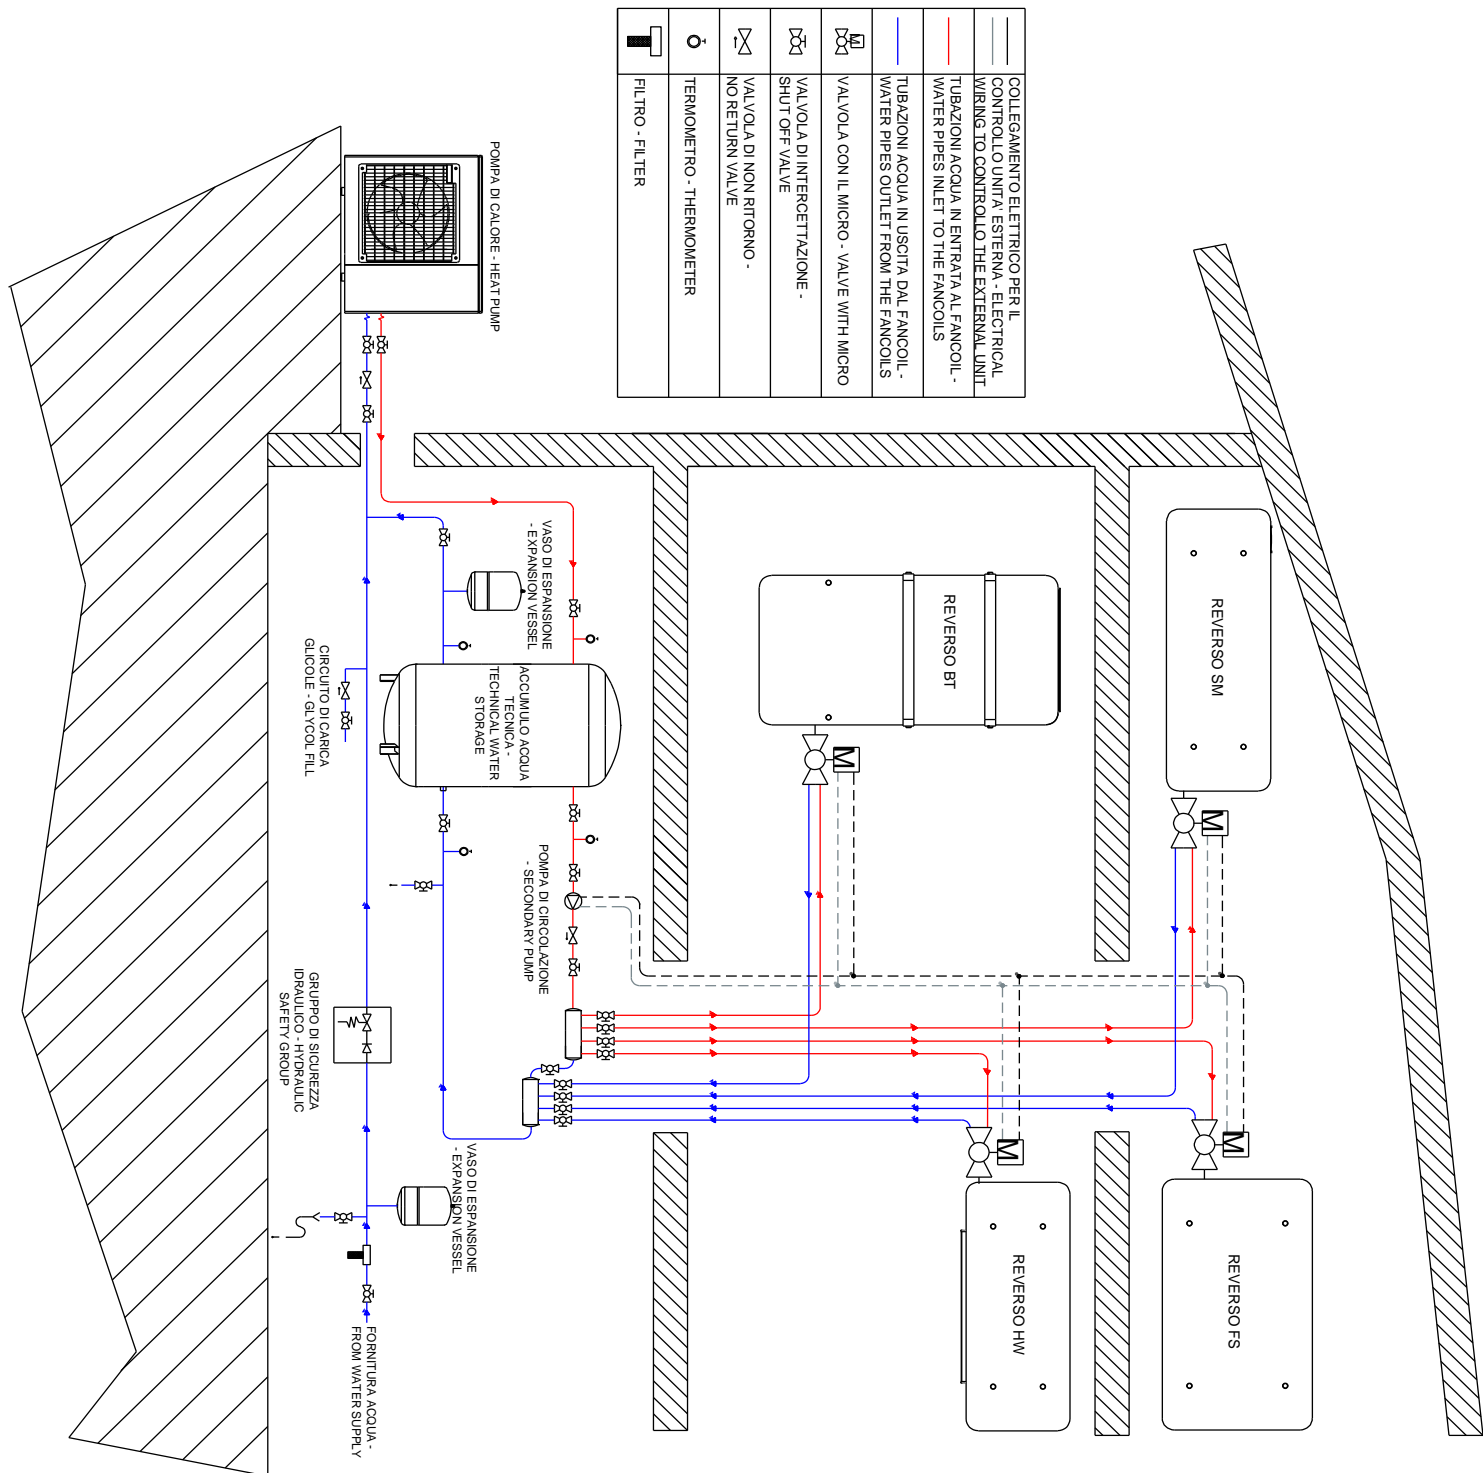 COLLEGAMENTO ELETTRICO PER IL
CONTROLLO UNITA' ESTERNA - ELECTRICAL
WIRING TO CONTROLLO THE EXTERNAL UNIT
TUBAZIONI ACQUA IN ENTRATA AL FANCOIL -
WATER PIPES INLET TO THE FANCOILS
TUBAZIONI ACQUA IN USCITA DAL FANCOIL -
WATER PIPES OUTLET FROM THE FANCOILS
M
VALVOLA CON IL MICRO - VALVE WITH MICRO
VALVOLA DI INTERCETTAZIONE -
SHUT OFF VALVE
VALVOLA DI NON RITORNO -
NO RETURN VALVE
TERMOMETRO - THERMOMETER
FILTRO - FILTER
POMPA DI CALORE - HEAT PUMP
REVERSO SM
M
REVERSO BT
M
REVERSO FS
M
REVERSO HW
M
VASO DI ESPANSIONE
- EXPANSION VESSEL
ACCUMULO ACQUA
TECNICA -
TECHNICAL WATER
STORAGE
CIRCUITO DI CARICA
GLICOLE - GLYCOL FILL
POMPA DI CIRCOLAZIONE
- SECONDARY PUMP
GRUPPO DI SICUREZZA
IDRAULICO - HYDRAULIC
SAFETY GROUP
VASO DI ESPANSIONE
- EXPANSION VESSEL
FORNITURA ACQUA -
FROM WATER SUPPLY